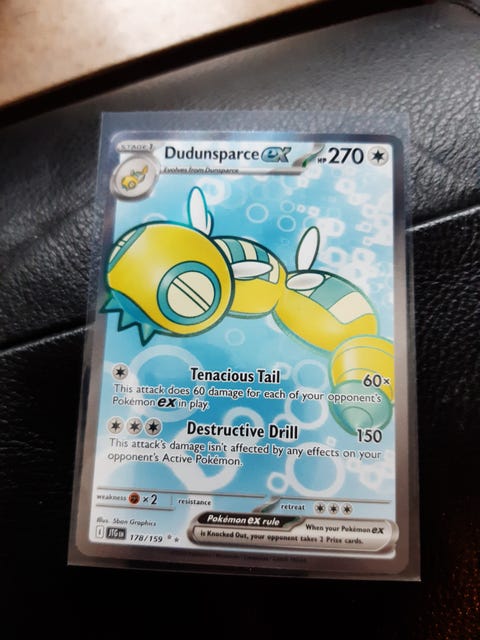 STAGE 1
Dudunsparce ex HP 270
Evolves from Dunsparce
Tenacious Tail 60×
This attack does 60 damage for each of your opponent's
Pokémon ex in play.
Destructive Drill 150
This attack's damage isn't affected by any effects on your
opponent's Active Pokémon.
weakness ×2 resistance retreat
Pokémon ex rule
When your Pokémon ex
is Knocked Out, your opponent takes 2 Prize cards.
Illus. 5ban Graphics
I JTG EN 178/159